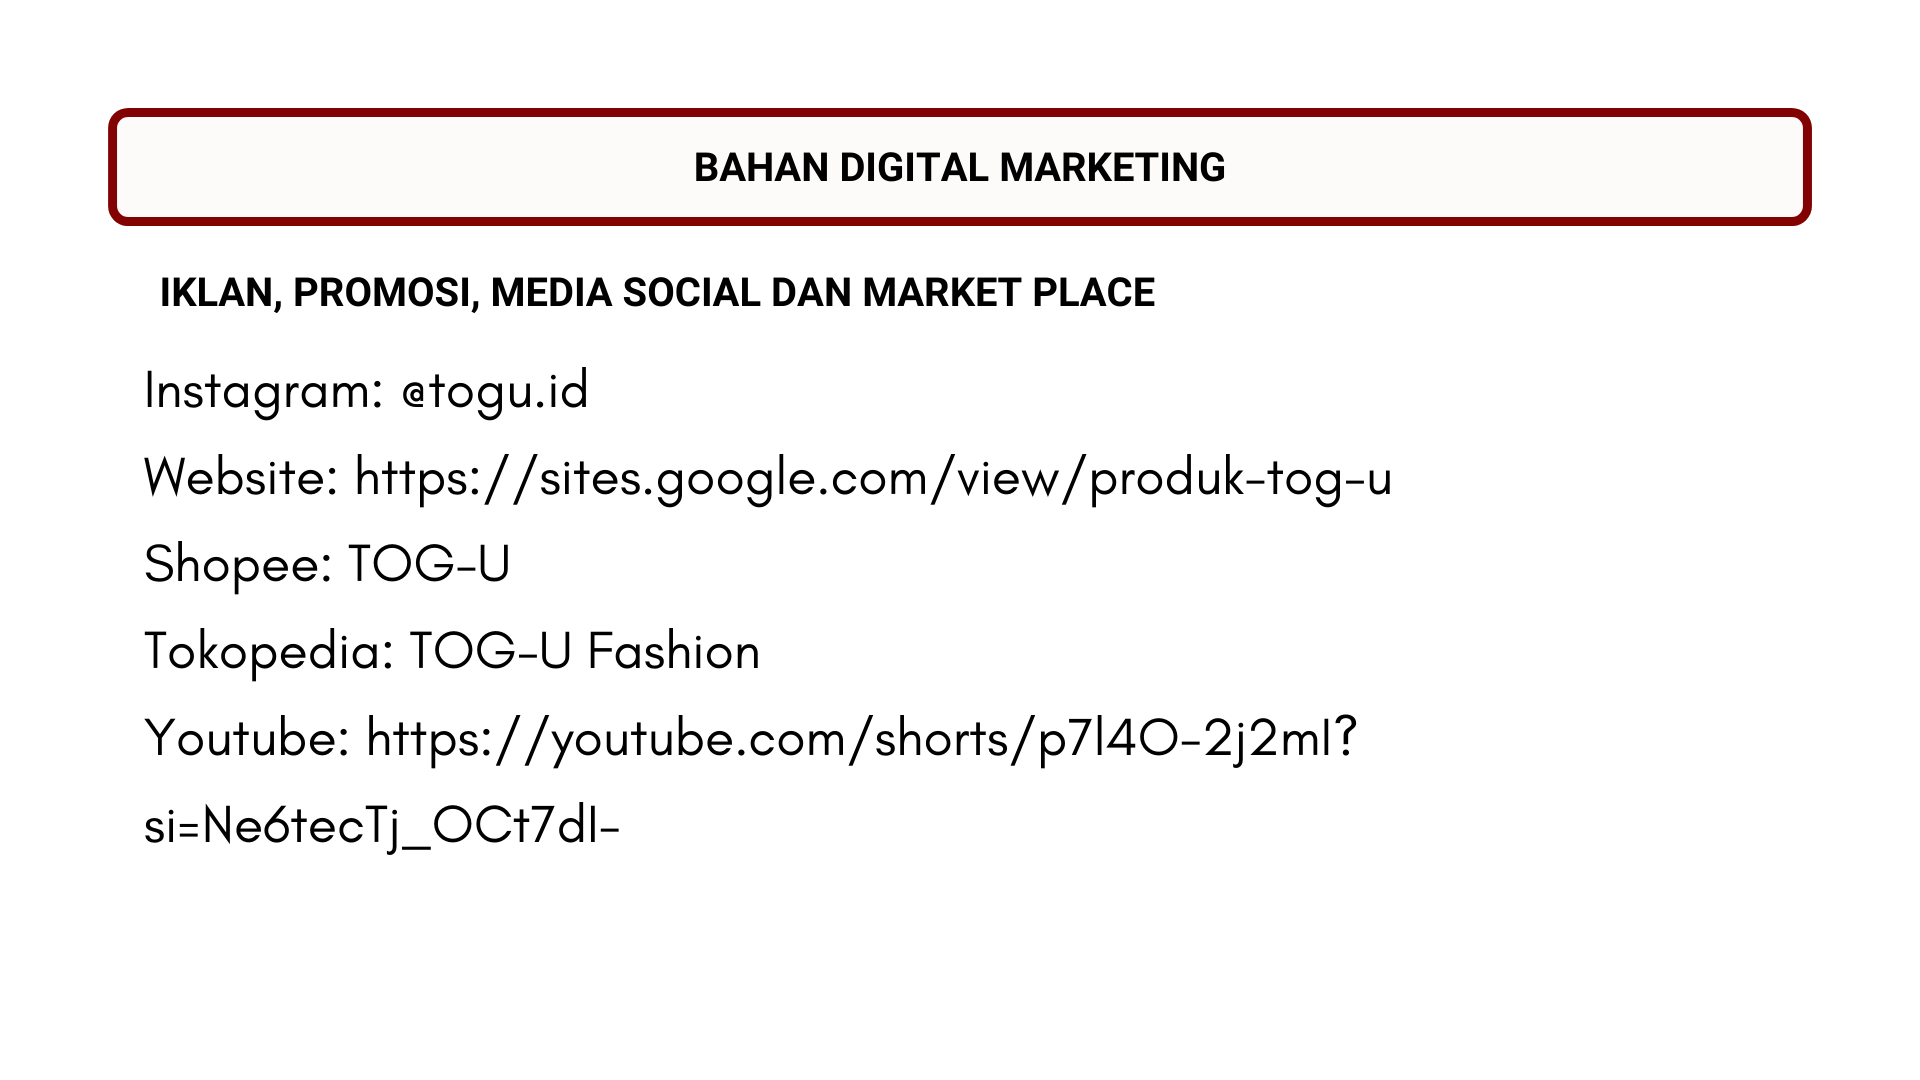 BAHAN DIGITAL MARKETING
IKLAN, PROMOSI, MEDIA SOCIAL DAN MARKET PLACE
Instagram: @togu.id
Website: https://sites.google.com/view/produk-tog-u
Shopee: TOG-U
Tokopedia: TOG-U Fashion
Youtube: https://youtube.com/shorts/p7l4O-2j2mI?
si=Ne6tecTj_OCt7dI-